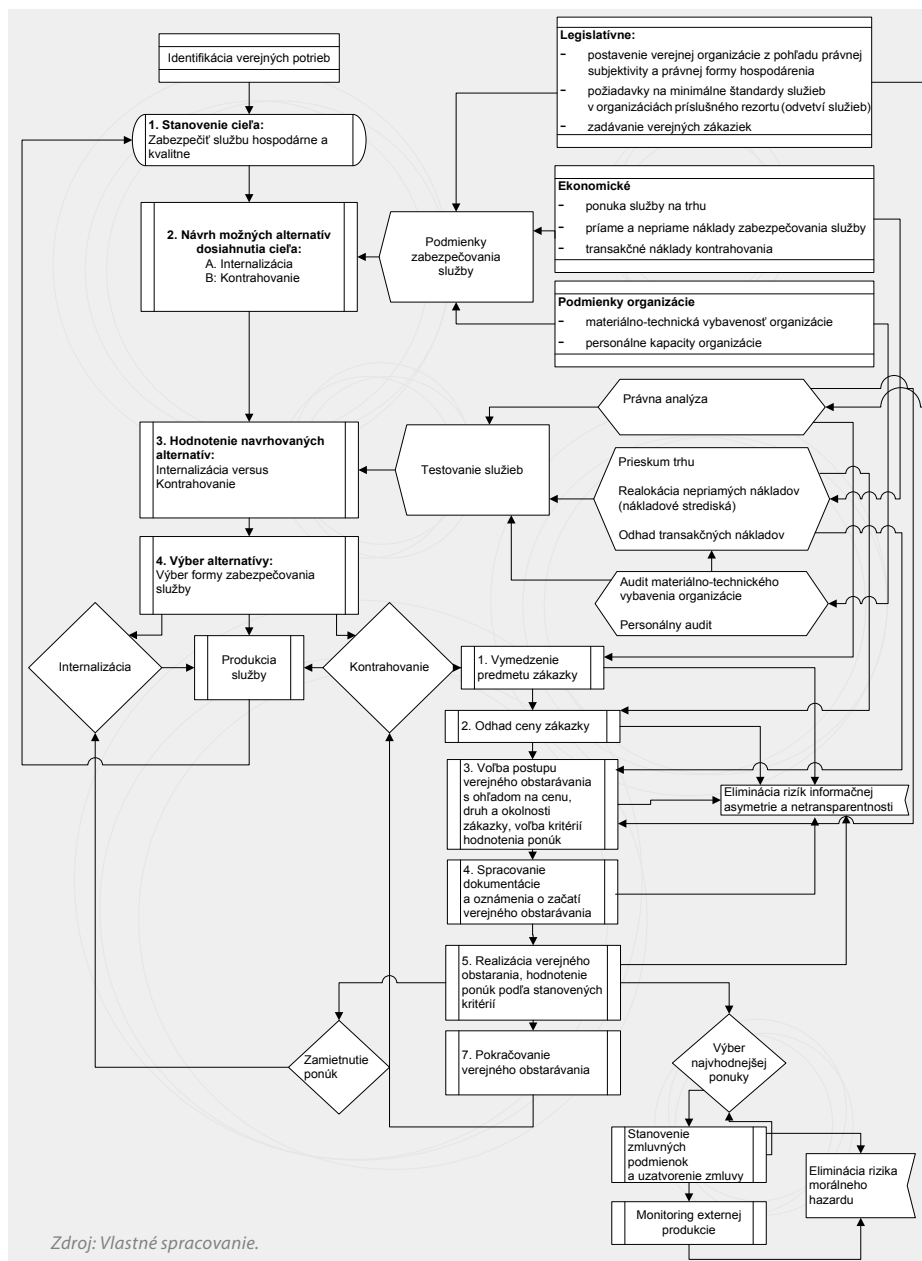 Identifikácia verejných potrieb
1. Stanovenie cieľa:
Zabezpečiť službu hospodárne a
kvalitne
2. Návrh možných alternatív
dosiahnutia cieľa:
A. Internalizácia
B: Kontrahovanie
Podmienky
zabezpečovania
služby
Legislatívne:
- postavenie verejnej organizácie z pohľadu právnej
subjektivity a právnej formy hospodárenia
- požiadavky na minimálne štandardy služieb
v organizáciách príslušného rezortu (odvetví služieb)
- zadávanie verejných zákaziek
Ekonomické
- ponuka služby na trhu
- príame a nepriame náklady zabezpečovania služby
- transakčné náklady kontrahovania
Podmienky organizácie
- materiálno-technická vybavenosť organizácie
- personálne kapacity organizácie
3. Hodnotenie navrhovaných
alternatív:
Internalizácia versus
Kontrahovanie
Testovanie služieb
Právna analýza
Prieskum trhu
Realokácia nepriamých nákladov
(nákladové strediská)
Odhad transakčných nákladov
Audit materiálno-technického
vybavenia organizácie
Personálny audit
4. Výber alternatívy:
Výber formy zabezpečovania
služby
Internalizácia
Produkcia
služby
Kontrahovanie
1. Vymedzenie
predmetu zákazky
2. Odhad ceny zákazky
3. Voľba postupu
verejného obstarávania
s ohľadom na cenu,
druh a okolnosti
zákazky, voľba kritérií
hodnotenia ponúk
Eliminácia rizík informačnej
asymetrie a netransparentnosti
4. Spracovanie
dokumentácie
a oznámenia o začatí
verejného obstarávania
5. Realizácia verejného
obstarania, hodnotenie
ponúk podľa stanovených
kritérií
Zamietnutie
ponúk
7. Pokračovanie
verejného obstarávania
Výber
najvhodnejšej
ponuky
Stanovenie
zmluvných
podmienok
a uzatvorenie zmluvy
Eliminácia rizika
morálneho
hazardu
Monitoring externej
produkcie
Zdroj: Vlastné spracovanie.